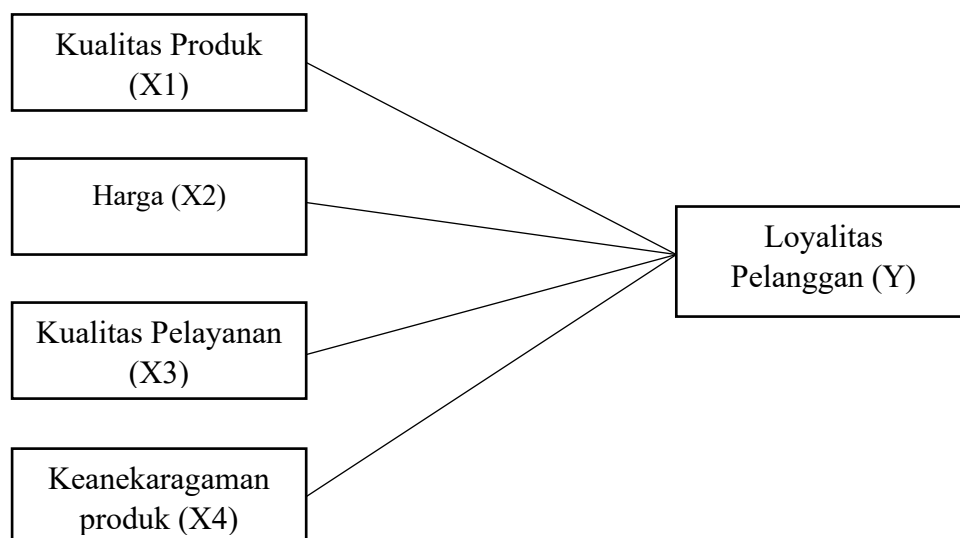 Kualitas Produk
(X1)
Harga (X2)
Kualitas Pelayanan
(X3)
Keanekaragaman
produk (X4)
Loyalitas
Pelanggan (Y)